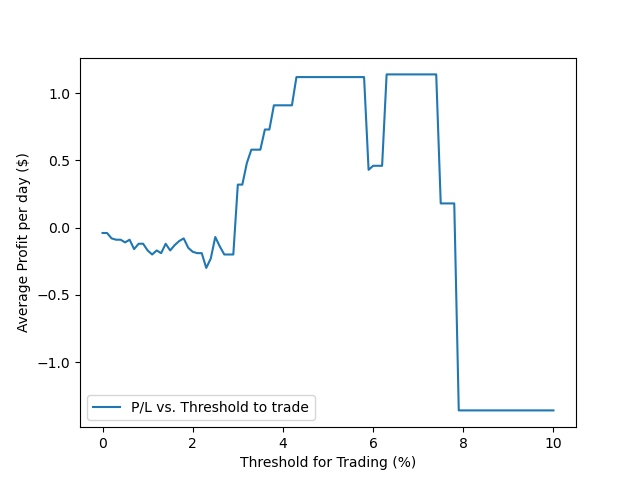 1.0
0.5
0.0
−0.5
−1.0
Average Profit per day ($)
P/L vs. Threshold to trade
0 2 4 6 8 10
Threshold for Trading (%)